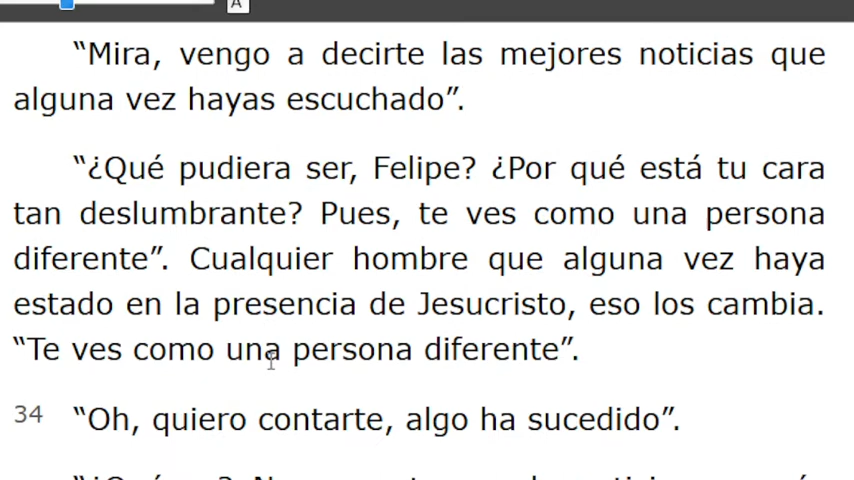 A
“Mira, vengo a decirte las mejores noticias que
alguna vez hayas escuchado”.
“¿Qué pudiera ser, Felipe? ¿Por qué está tu cara
tan deslumbrante? Pues, te ves como una persona
diferente”. Cualquier hombre que alguna vez haya
estado en la presencia de Jesucristo, eso los cambia.
“Te ves como una persona diferente”.
34 “Oh, quiero contarte, algo ha sucedido”.